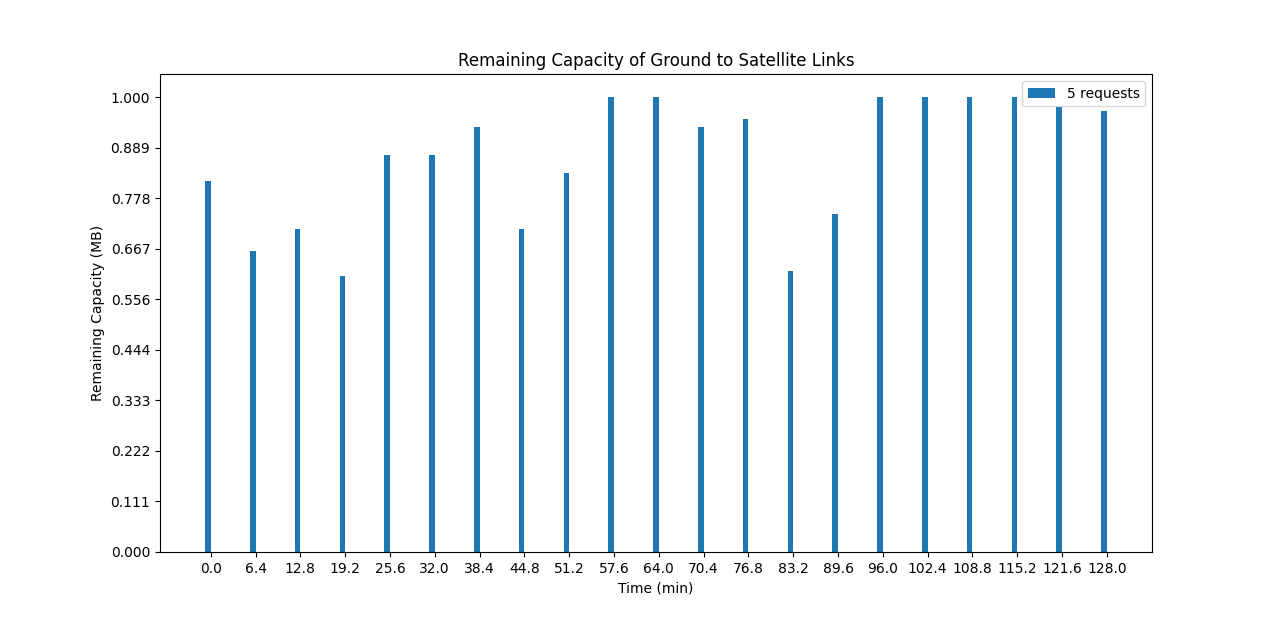 Remaining Capacity of Ground to Satellite Links
5 requests
Remaining Capacity (MB)
1.000
0.889
0.778
0.667
0.556
0.444
0.333
0.222
0.111
0.000
0.0 6.4 12.8 19.2 25.6 32.0 38.4 44.8 51.2 57.6 64.0 70.4 76.8 83.2 89.6 96.0 102.4 108.8 115.2 121.6 128.0
Time (min)